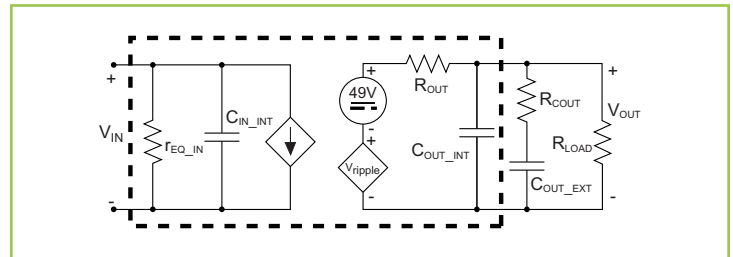 +
V_IN
-
r_EQ_IN
C_IN_INT
+
49V
-
+
V_ripple
-
R_OUT
C_OUT_INT
R_COUT
C_OUT_EXT
+
V_OUT
R_LOAD
-